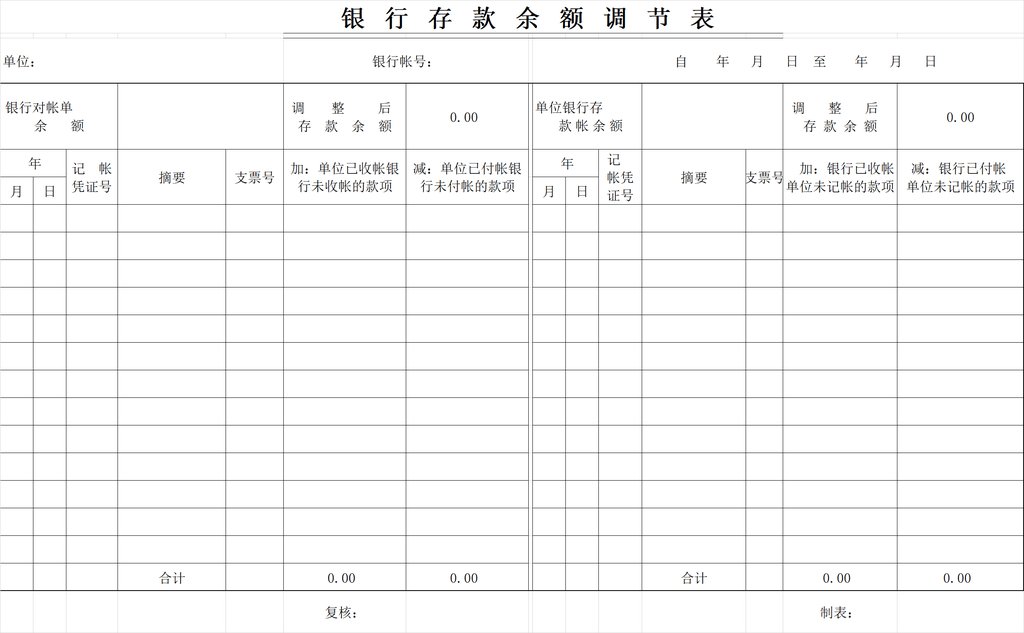 银行存款余额调节表
单位： 银行帐号： 自 年 月 日 至 年 月 日
银行对帐单
余 额
调 整 后
存 款 余 额
0.00
单位银行存
款帐余额
调 整 后
存 款 余 额
0.00
年
月 日
记 帐
凭证号
摘要
支票号
加：单位已收帐银
行未收帐的款项
减：单位已付帐银
行未付帐的款项
年
月 日
记
帐凭
证号
摘要
支票号
加：银行已收帐
单位未记帐的款项
减：银行已付帐
单位未记帐的款项
合计 0.00 0.00 合计 0.00 0.00
复核： 制表：